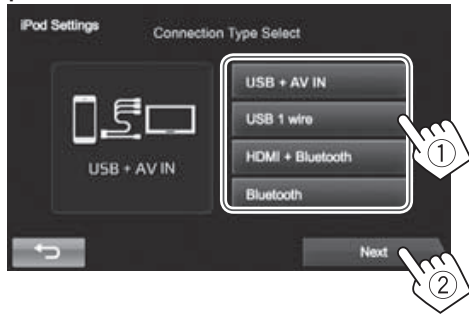 iPod Settings
Connection Type Select
USB + AV IN
USB + AV IN
USB 1 wire
HDMI + Bluetooth
Bluetooth
1
Next
2